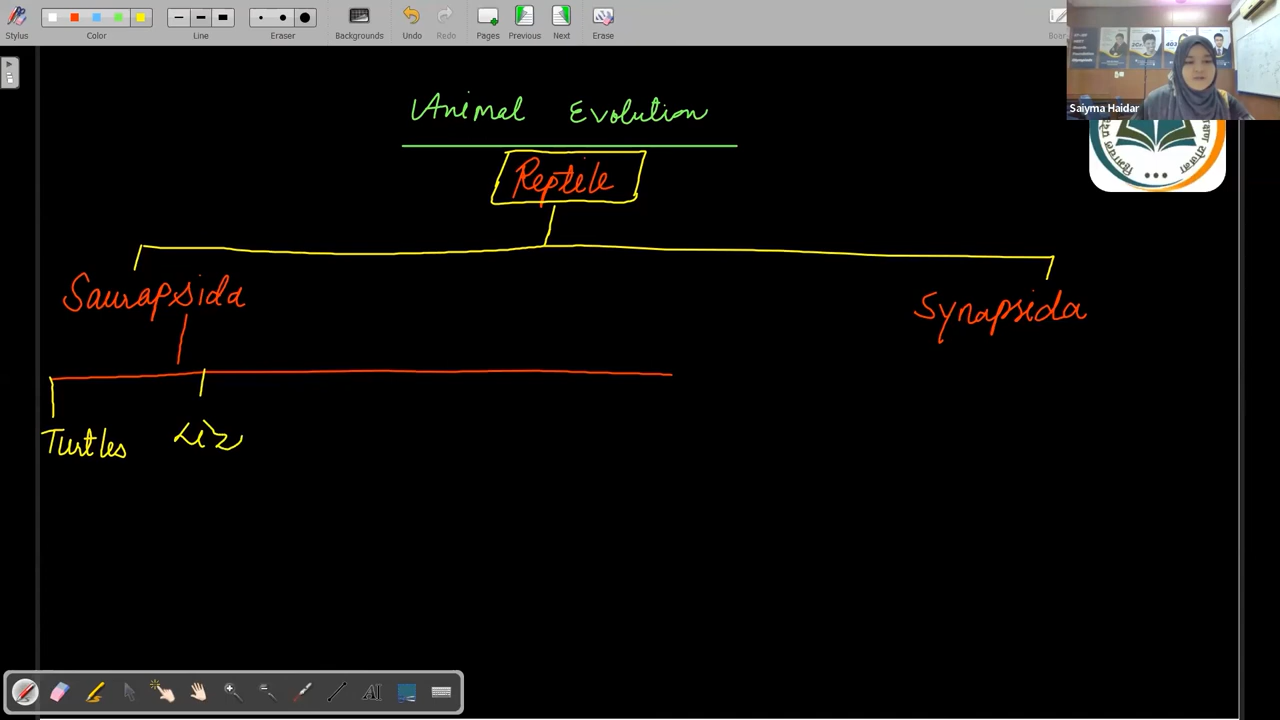 Stylus Color Line Eraser Backgrounds Undo Redo Pages Previous Next Erase
Saiyma Haidar
Animal Evolution
Reptile
Saurapsida Synapsida
Turtles Liz